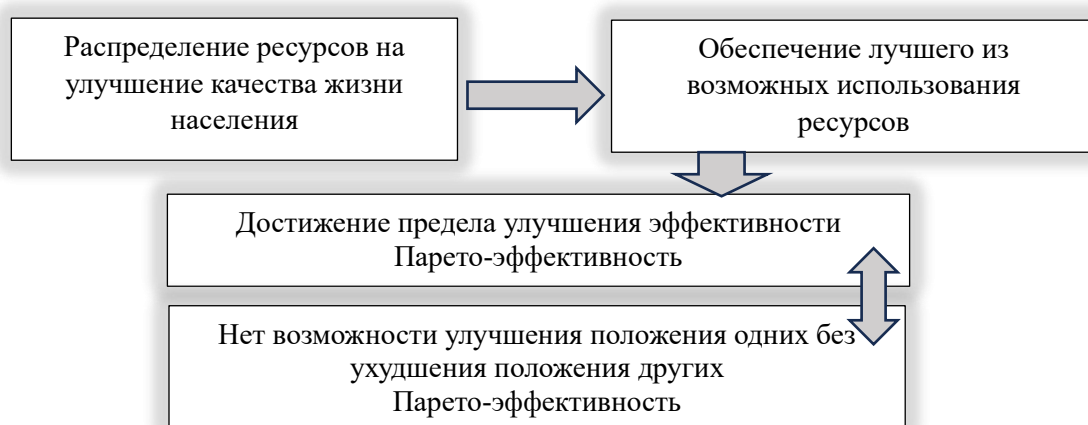 Распределение ресурсов на
улучшение качества жизни
населения
Обеспечение лучшего из
возможных использования
ресурсов
Достижение предела улучшения эффективности
Парето-эффективность
Нет возможности улучшения положения одних без
ухудшения положения других
Парето-эффективность